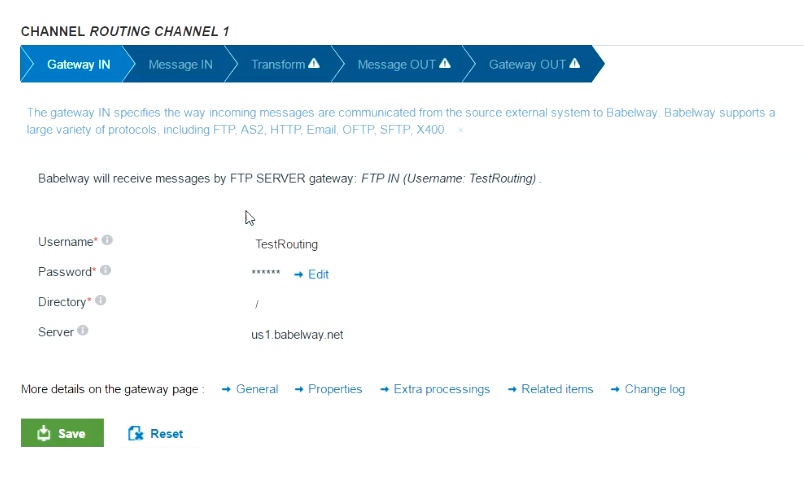 CHANNEL ROUTING CHANNEL 1
Gateway IN Message IN Transform Message OUT Gateway OUT
The gateway IN specifies the way incoming messages are communicated from the source external system to Babelway. Babelway supports a
large variety of protocols, including FTP, AS2, HTTP, Email, OFTP, SFTP, X400. ×
Babelway will receive messages by FTP SERVER gateway: FTP IN (Username: TestRouting) .
Username* TestRouting
Password* ****** → Edit
Directory* /
Server us1.babelway.net
More details on the gateway page : → General → Properties → Extra processings → Related items → Change log
Save Reset